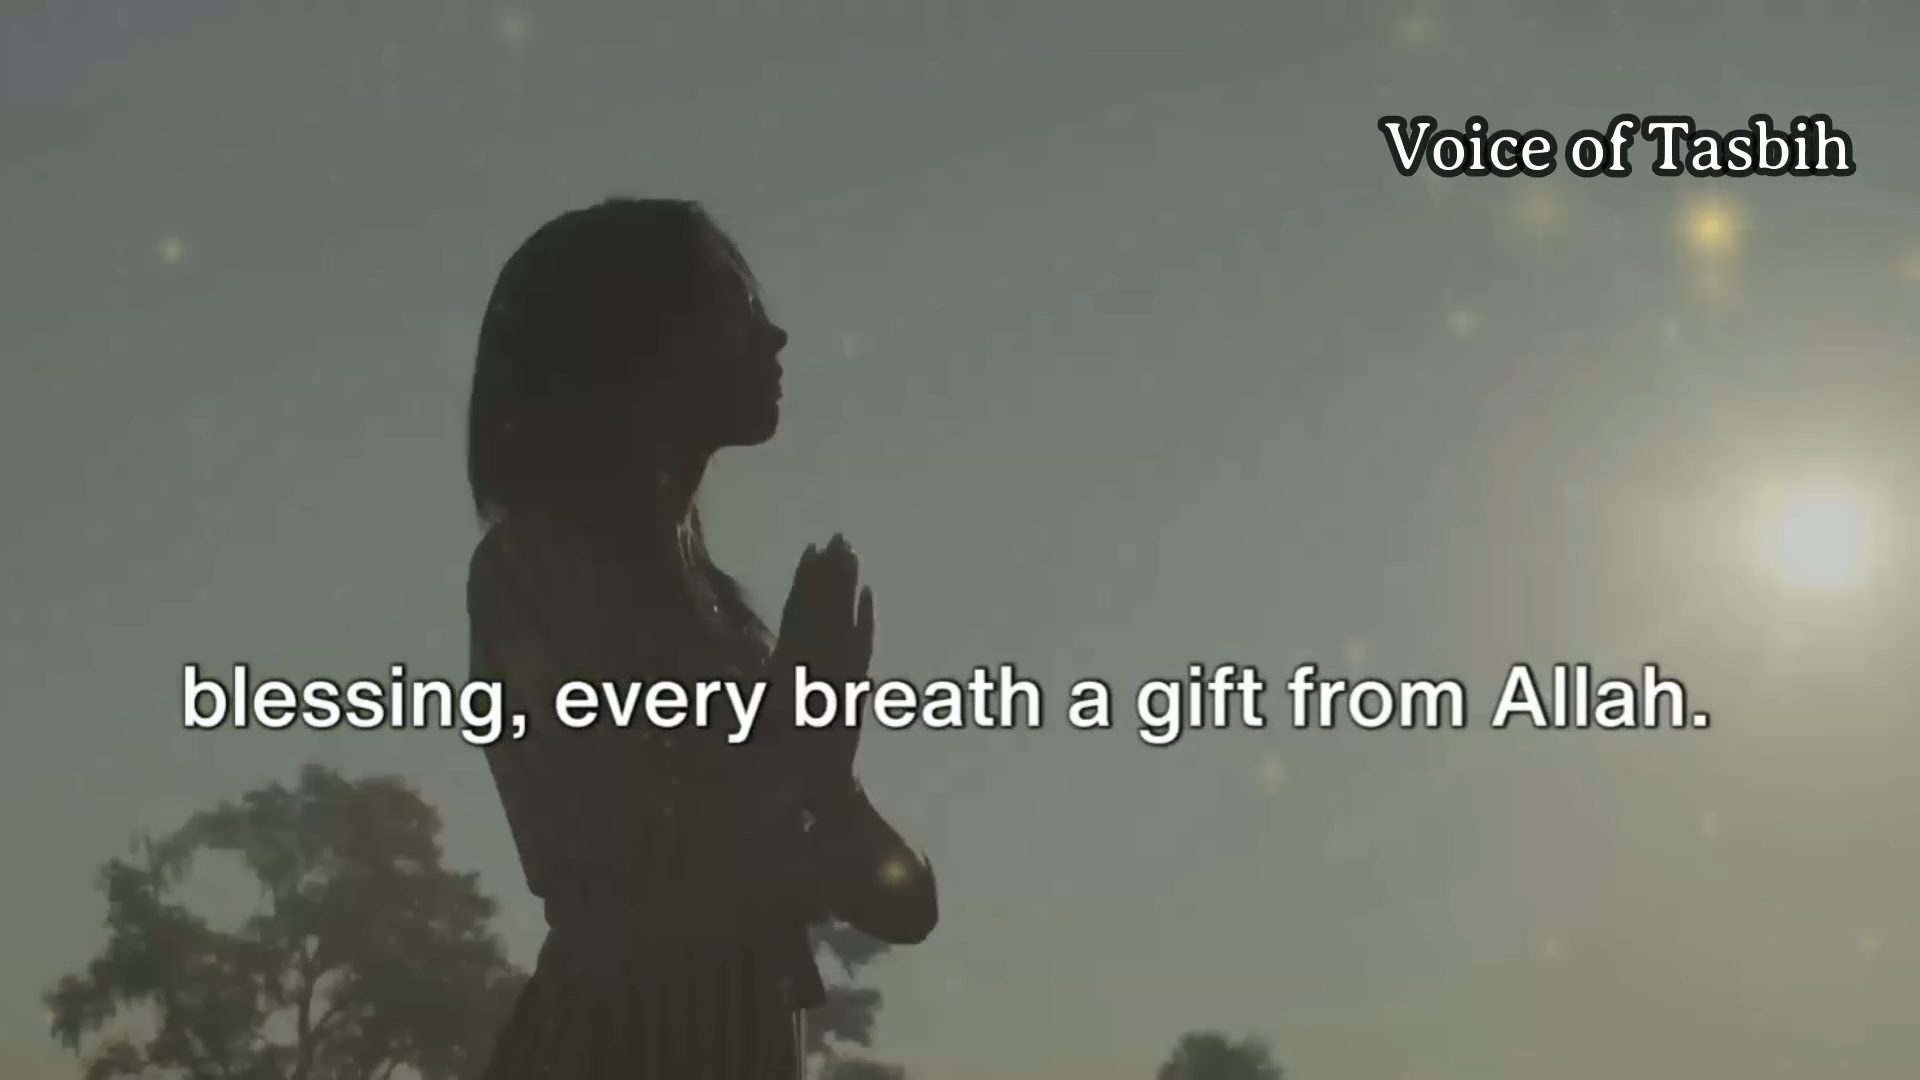 Voice of Tasbih
blessing, every breath a gift from Allah.